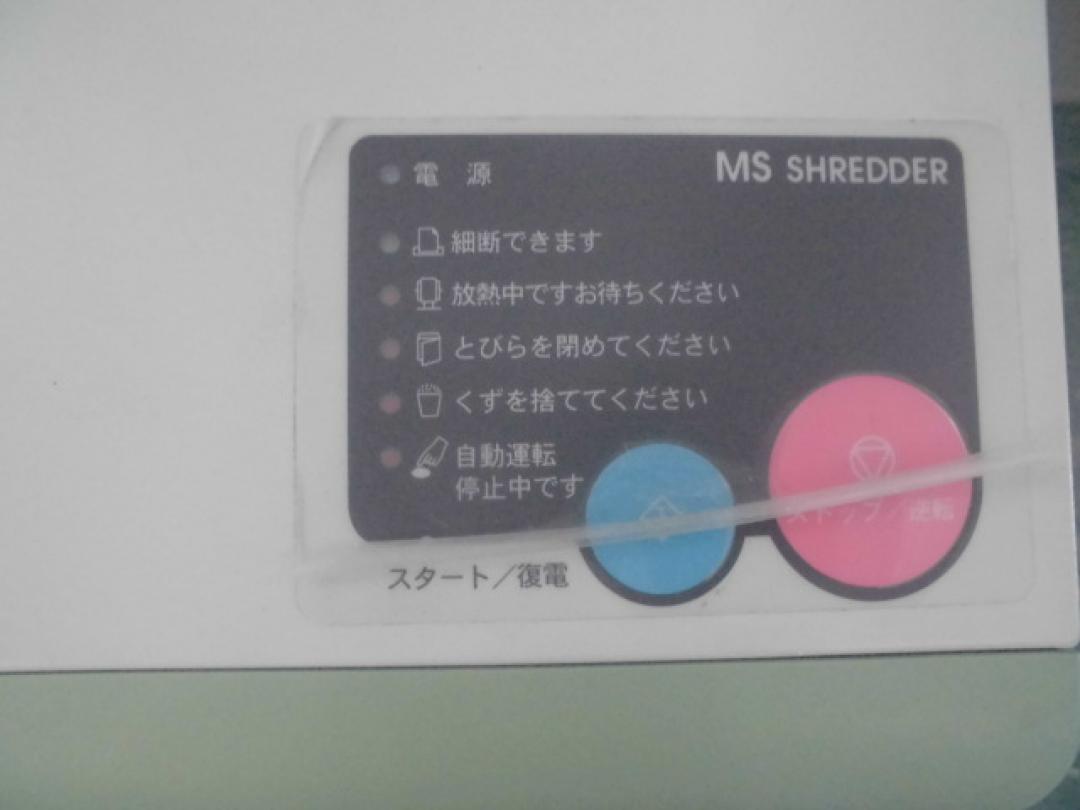 電 源
MS SHREDDER
細断できます
放熱中ですお待ちください
とびらを閉めてください
くずを捨ててください
自動運転
停止中です
ストップ／逆転
スタート／復電